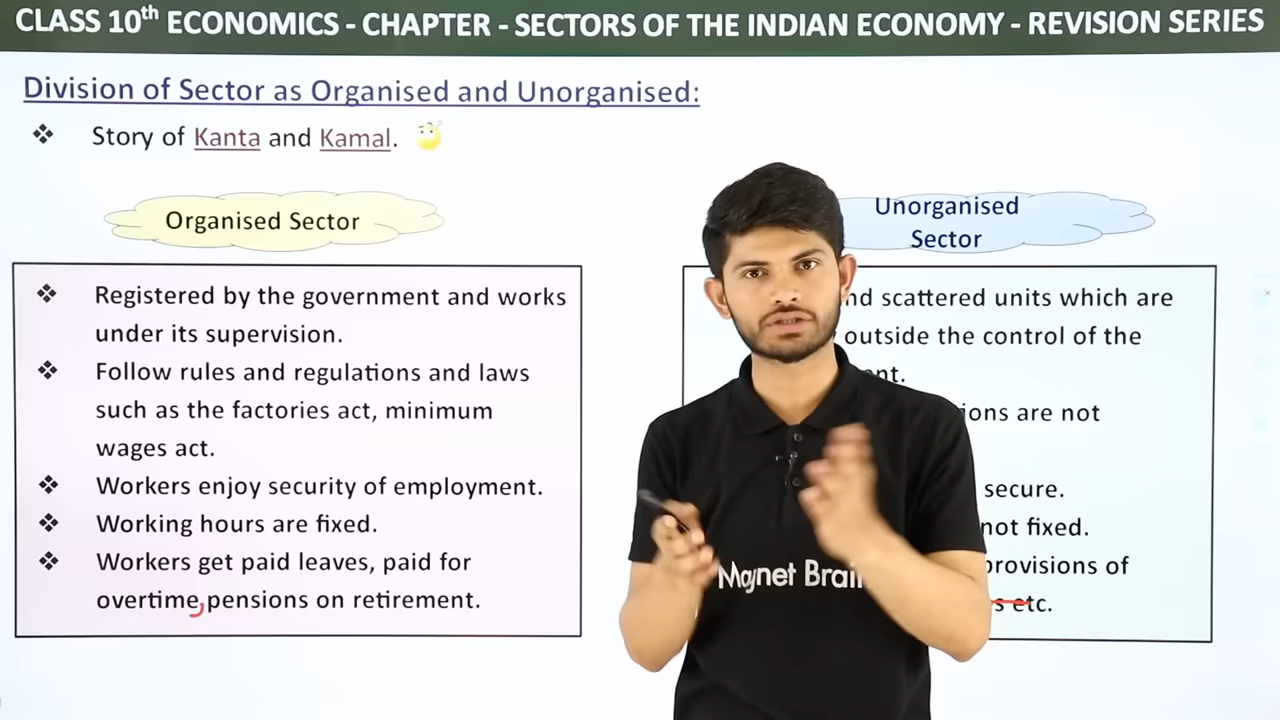 CLASS 10th ECONOMICS - CHAPTER - SECTORS OF THE INDIAN ECONOMY - REVISION SERIES
Division of Sector as Organised and Unorganised:
❖ Story of Kanta and Kamal.
Organised Sector
❖ Registered by the government and works
under its supervision.
❖ Follow rules and regulations and laws
such as the factories act, minimum
wages act.
❖ Workers enjoy security of employment.
❖ Working hours are fixed.
❖ Workers get paid leaves, paid for
overtime,pensions on retirement.
Unorganised
Sector
scattered units which are
outside the control of the
are not
secure.
not fixed.
provisions of
etc.
Magnet